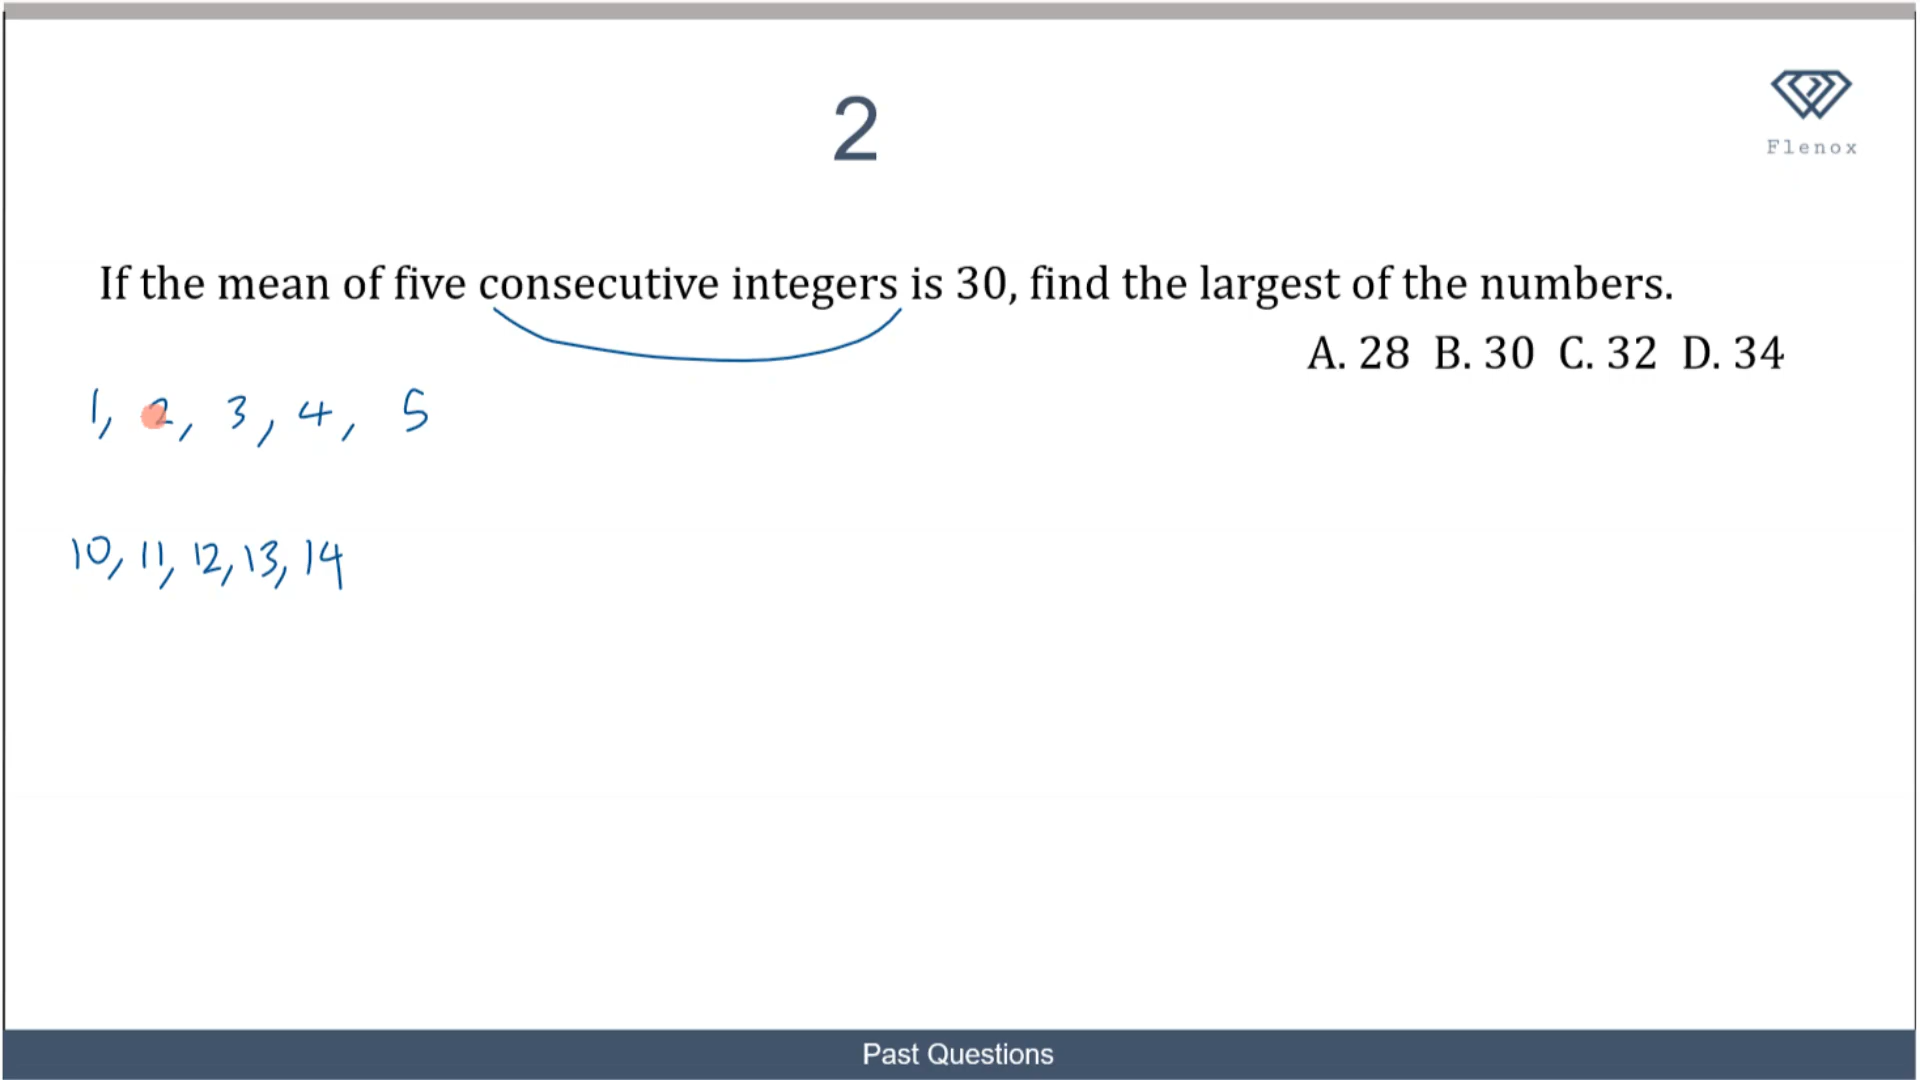 2
Flenox
If the mean of five consecutive integers is 30, find the largest of the numbers.
A. 28 B. 30 C. 32 D. 34
1, 2, 3, 4, 5
10, 11, 12, 13, 14
Past Questions